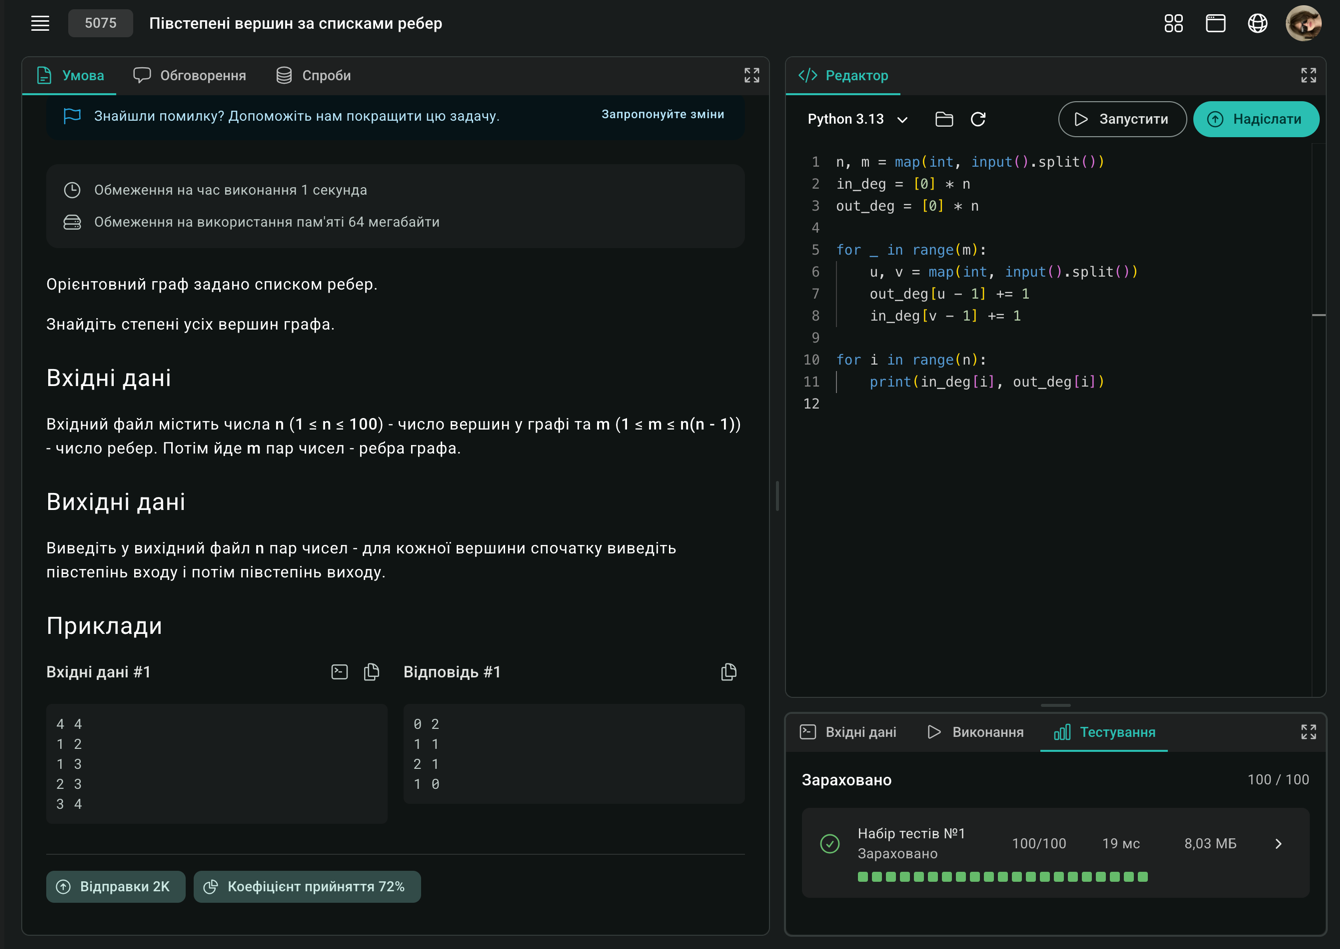 5075
Півстепені вершин за списками ребер
Умова
Обговорення
Спроби
Знайшли помилку? Допоможіть нам покращити цю задачу.
Запропонуйте зміни
Обмеження на час виконання 1 секунда
Обмеження на використання пам'яті 64 мегабайти
Орієнтовний граф задано списком ребер.
Знайдіть степені усіх вершин графа.
Вхідні дані
Вхідний файл містить числа n (1 ≤ n ≤ 100) - число вершин у графі та m (1 ≤ m ≤ n(n - 1))
- число ребер. Потім йде m пар чисел - ребра графа.
Вихідні дані
Виведіть у вихідний файл n пар чисел - для кожної вершини спочатку виведіть
півстепінь входу і потім півстепінь виходу.
Приклади
Вхідні дані #1
4 4
1 2
1 3
2 3
3 4
Відповідь #1
0 2
1 1
2 1
1 0
Відправки 2K
Коефіцієнт прийняття 72%
</> Редактор
Python 3.13
Запустити
Надіслати
1 n, m = map(int, input().split())
2 in_deg = [0] * n
3 out_deg = [0] * n
4
5 for _ in range(m):
6 u, v = map(int, input().split())
7 out_deg[u - 1] += 1
8 in_deg[v - 1] += 1
9
10 for i in range(n):
11 print(in_deg[i], out_deg[i])
12
Вхідні дані
Виконання
Тестування
Зараховано
100 / 100
Набір тестів №1
Зараховано
100/100
19 мс
8,03 МБ